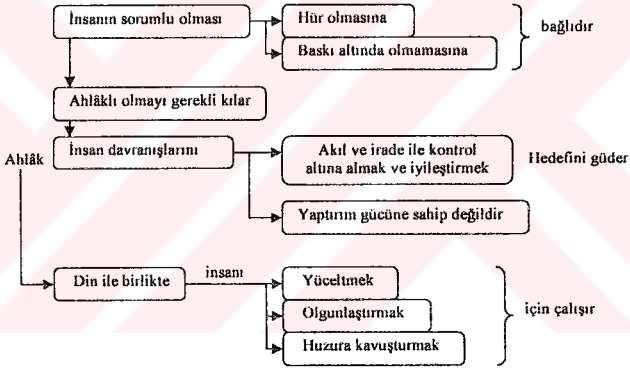 İnsanın sorumlu olması
Hür olmasına
Baskı altında olmamasına
bağlıdır
Ahlâklı olmayı gerekli kılar
Ahlâk
İnsan davranışlarını
Akıl ve irade ile kontrol
altına almak ve iyileştirmek
Hedefini güder
Yaptırım gücüne sahip değildir
Din ile birlikte
insanı
Yüceltmek
Olgunlaştırmak
Huzura kavuşturmak
için çalışır